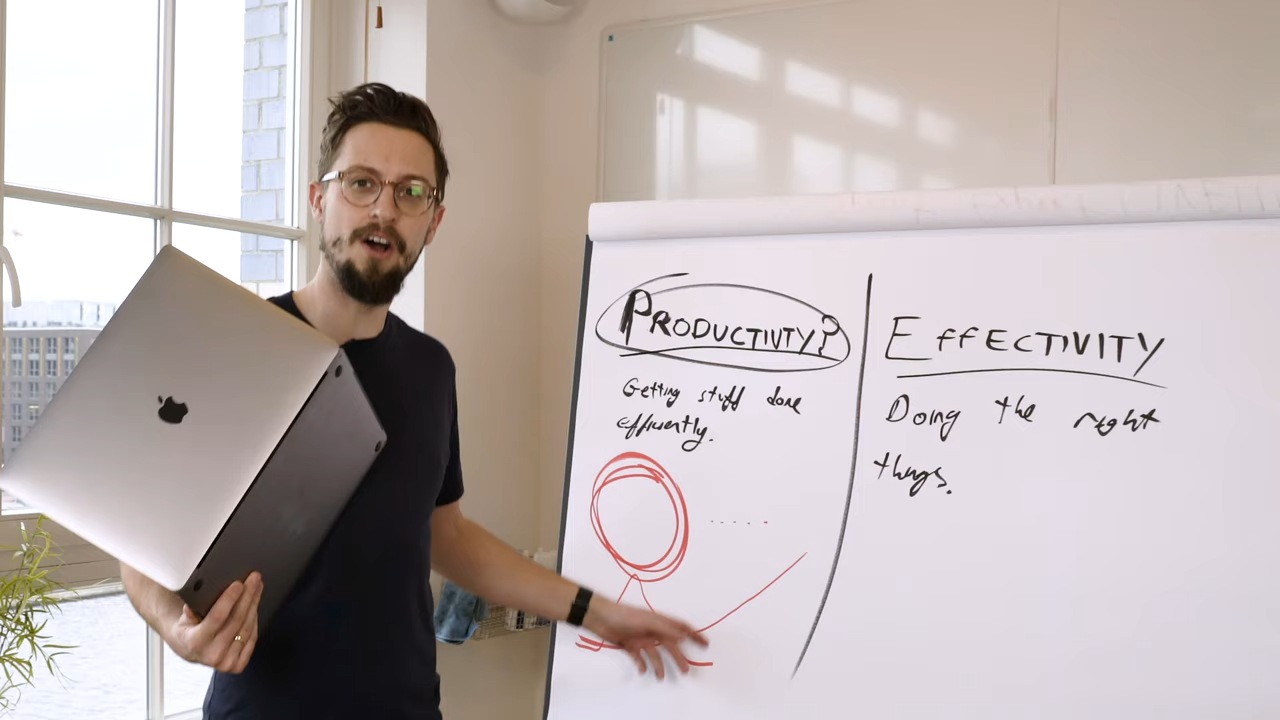 PRODUCTIVITY?
Getting stuff done
efficiently.
EFFECTIVITY
Doing the right
things.